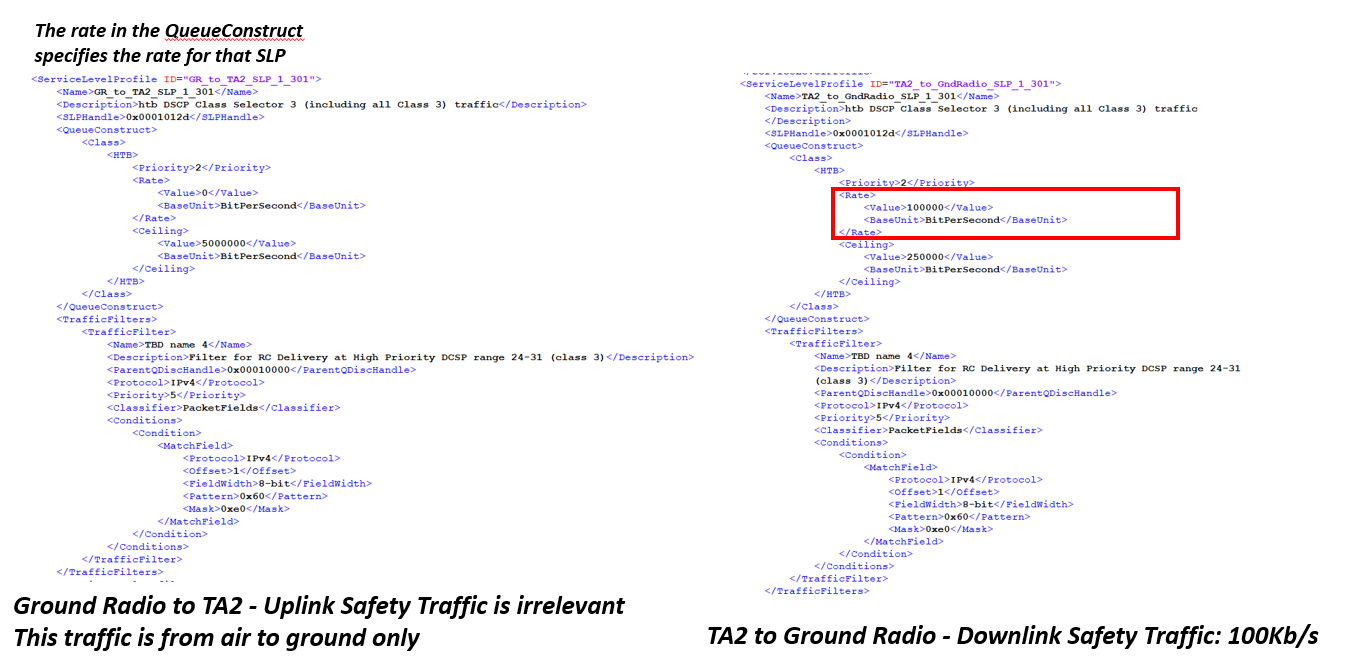 The rate in the QueueConstruct
specifies the rate for that SLP
<ServiceLevelProfile ID="GR_to_TA2_SLP_1_301">
<Name>GR_to_TA2_SLP_1_301</Name>
<Description>htb DSCP Class Selector 3 (including all Class 3) traffic</Description>
<SLPHandle>0x0001012d</SLPHandle>
<QueueConstruct>
<Class>
<HTB>
<Priority>2</Priority>
<Rate>
<Value>0</Value>
<BaseUnit>BitPerSecond</BaseUnit>
</Rate>
<Ceiling>
<Value>5000000</Value>
<BaseUnit>BitPerSecond</BaseUnit>
</Ceiling>
</HTB>
</Class>
</QueueConstruct>
<TrafficFilters>
<TrafficFilter>
<Name>TBD name 4</Name>
<Description>Filter for RC Delivery at High Priority DCSP range 24-31 (class 3)</Description>
<ParentQDiscHandle>0x00010000</ParentQDiscHandle>
<Protocol>IPv4</Protocol>
<Priority>5</Priority>
<Classifier>PacketFields</Classifier>
<Conditions>
<Condition>
<MatchField>
<Protocol>IPv4</Protocol>
<Offset>1</Offset>
<FieldWidth>8-bit</FieldWidth>
<Pattern>0x60</Pattern>
<Mask>0xe0</Mask>
</MatchField>
</Condition>
</Conditions>
</TrafficFilter>
</TrafficFilters>
Ground Radio to TA2 - Uplink Safety Traffic is irrelevant
This traffic is from air to ground only
<ServiceLevelProfile ID="TA2_to_GndRadio_SLP_1_301">
<Name>TA2_to_GndRadio_SLP_1_301</Name>
<Description>htb DSCP Class Selector 3 (including all Class 3) traffic
</Description>
<SLPHandle>0x0001012d</SLPHandle>
<QueueConstruct>
<Class>
<HTB>
<Priority>2</Priority>
<Rate>
<Value>100000</Value>
<BaseUnit>BitPerSecond</BaseUnit>
</Rate>
<Ceiling>
<Value>250000</Value>
<BaseUnit>BitPerSecond</BaseUnit>
</Ceiling>
</HTB>
</Class>
</QueueConstruct>
<TrafficFilters>
<TrafficFilter>
<Name>TBD name 4</Name>
<Description>Filter for RC Delivery at High Priority DCSP range 24-31
(class 3)</Description>
<ParentQDiscHandle>0x00010000</ParentQDiscHandle>
<Protocol>IPv4</Protocol>
<Priority>5</Priority>
<Classifier>PacketFields</Classifier>
<Conditions>
<Condition>
<MatchField>
<Protocol>IPv4</Protocol>
<Offset>1</Offset>
<FieldWidth>8-bit</FieldWidth>
<Pattern>0x60</Pattern>
<Mask>0xe0</Mask>
</MatchField>
</Condition>
</Conditions>
</TrafficFilter>
</TrafficFilters>
TA2 to Ground Radio - Downlink Safety Traffic: 100Kb/s